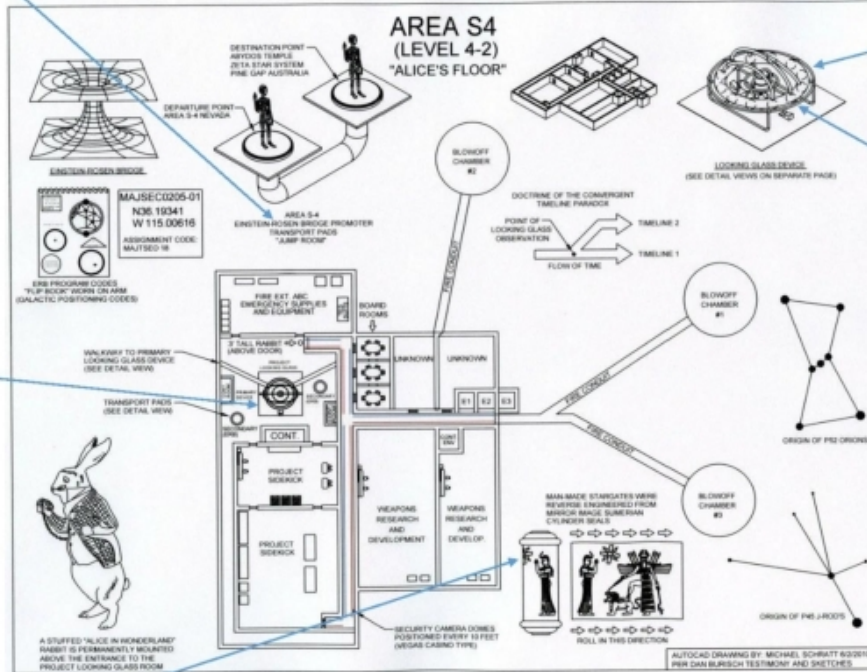 AREA S4
(LEVEL 4-2)
"ALICE'S FLOOR"
DESTINATION POINT
ABYDOS TEMPLE
ZETA STAR SYSTEM
PINE GAP AUSTRALIA
DEPARTURE POINT
AREA S-4 NEVADA
EINSTEIN-ROSEN BRIDGE
AREA S-4
EINSTEIN-ROSEN BRIDGE PROMOTER
TRANSPORT PADS
"JUMP ROOM"
LOOKING GLASS DEVICE
(SEE DETAIL VIEWS ON SEPARATE PAGE)
MAJSEC0205-01
N36.19341
W 115.00616
ASSIGNMENT CODE:
MAJTSEO 18
ERB PROGRAM CODES
"FLIP BOOK" WORN ON ARM
(GALACTIC POSITIONING CODES)
BLOWOFF
CHAMBER
#2
DOCTRINE OF THE CONVERGENT
TIMELINE PARADOX
POINT OF
LOOKING GLASS
OBSERVATION
TIMELINE 2
TIMELINE 1
FLOW OF TIME
FIRE CONDUIT
FIRE EXT. ABC
EMERGENCY SUPPLIES
AND EQUIPMENT
BOARD
ROOMS
3' TALL RABBIT
(ABOVE DOOR)
UNKNOWN
UNKNOWN
WALKWAY TO PRIMARY
LOOKING GLASS DEVICE
(SEE DETAIL VIEW)
PROJECT
LOOKING GLASS
TRANSPORT PADS
(SEE DETAIL VIEW)
SECONDARY
(ERB)
SECONDARY
(ERB)
E1
E2
E3
CONT.
CONT.
ENV
BLOWOFF
CHAMBER
#1
FIRE CONDUIT
FIRE CONDUIT
BLOWOFF
CHAMBER
#3
ORIGIN OF P52 ORIONS
PROJECT
SIDEKICK
PROJECT
SIDEKICK
WEAPONS
RESEARCH
AND
DEVELOPMENT
WEAPONS
RESEARCH
AND
DEVELOP.
MAN-MADE STARGATES WERE
REVERSE ENGINEERED FROM
MIRROR IMAGE SUMERIAN
CYLINDER SEALS
ROLL IN THIS DIRECTION
ORIGIN OF P45 J-RODS
SECURITY CAMERA DOMES
POSITIONED EVERY 10 FEET
(VEGAS CASINO TYPE)
A STUFFED "ALICE IN WONDERLAND"
RABBIT IS PERMANENTLY MOUNTED
ABOVE THE ENTRANCE TO THE
PROJECT LOOKING GLASS ROOM
AUTOCAD DRAWING BY: MICHAEL SCHRATT
PER DAN BURISCH TESTIMONY AND SKETCHES